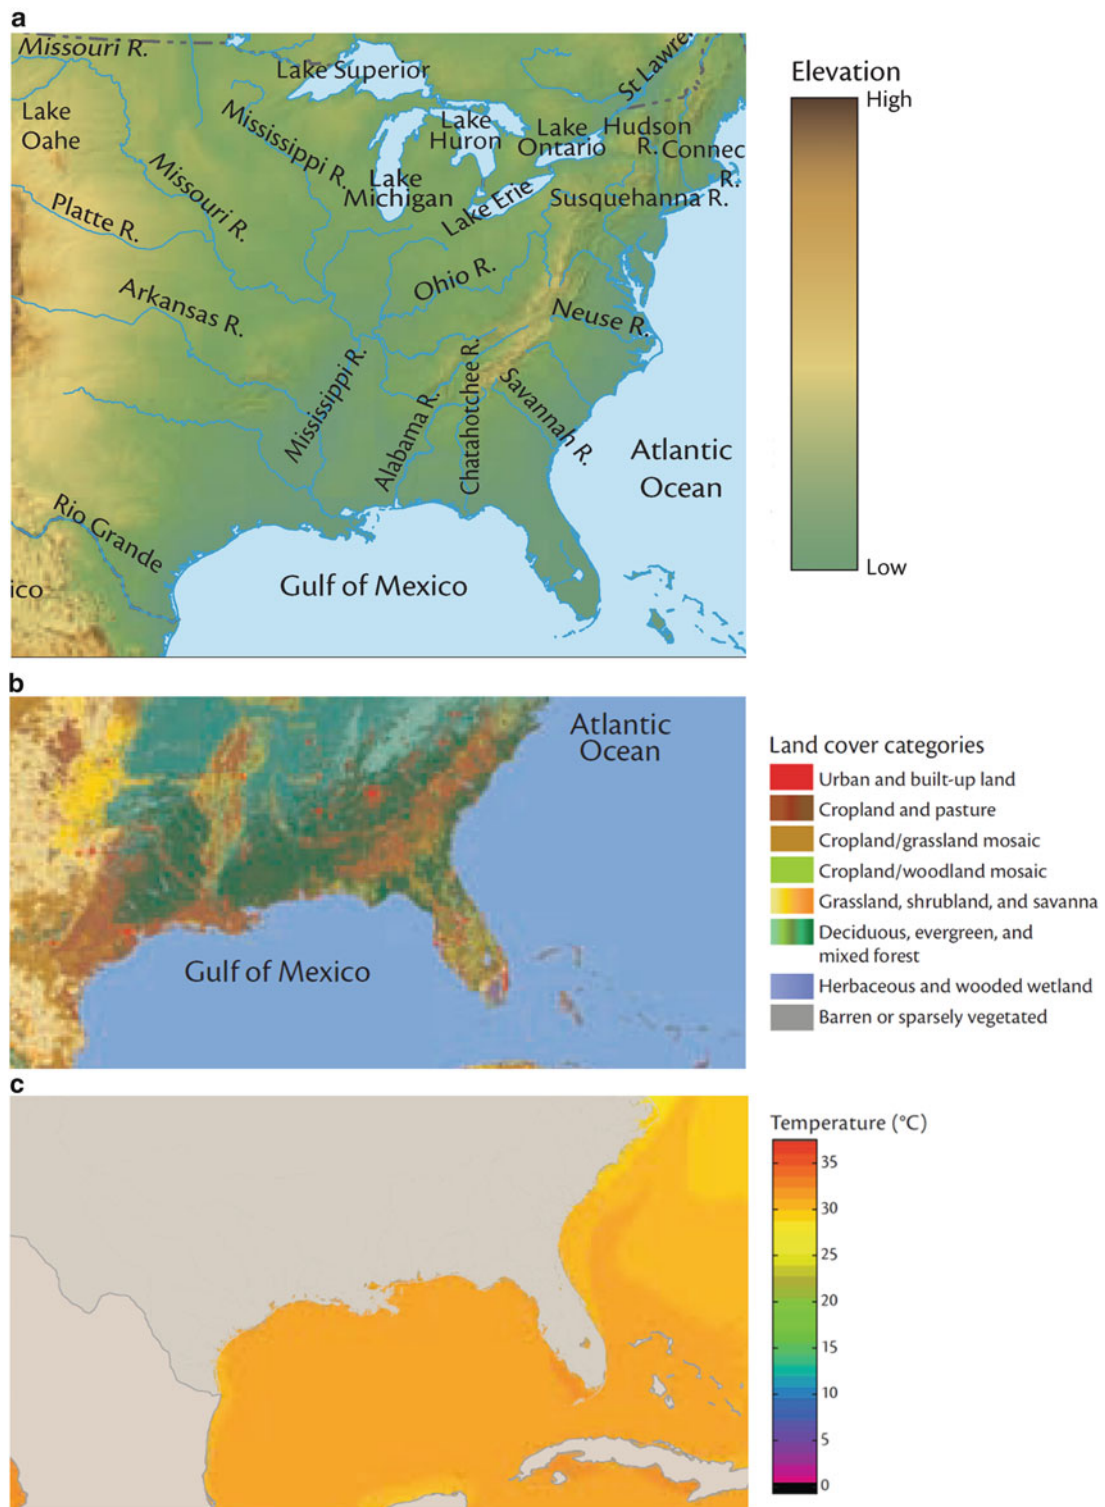 a
Missouri R.
Lake Superior
St Lawre
Elevation
High
Lake
Oahe
Mississippi R.
Lake
Huron
Lake
Ontario
Hudson
R.
Connec
R.
Missouri R.
Lake
Michigan
Lake Erie
Susquehanna R.
Platte R.
Ohio R.
Arkansas R.
Neuse R.
Mississippi R.
Alabama R.
Chatahotchee R.
Savannah R.
Atlantic
Ocean
Rio Grande
Low
ico
Gulf of Mexico
b
Atlantic
Ocean
Gulf of Mexico
Land cover categories
Urban and built-up land
Cropland and pasture
Cropland/grassland mosaic
Cropland/woodland mosaic
Grassland, shrubland, and savanna
Deciduous, evergreen, and
mixed forest
Herbaceous and wooded wetland
Barren or sparsely vegetated
c
Temperature (°C)
35
30
25
20
15
10
5
0